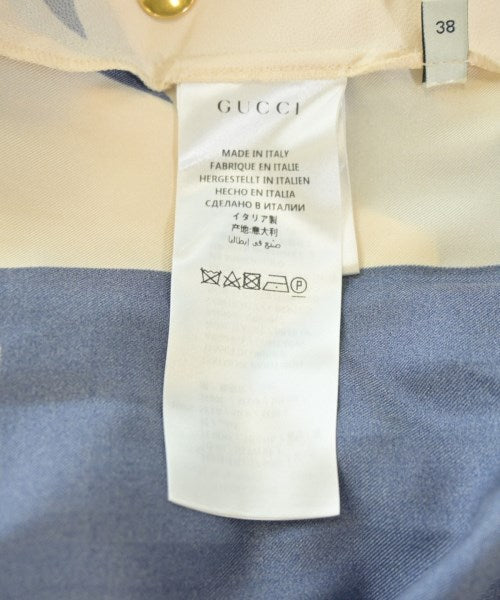 38
GUCCI
MADE IN ITALY
FABRIQUE EN ITALIE
HERGESTELLT IN ITALIEN
HECHO EN ITALIA
СДЕЛАНО В ИТАЛИИ
イタリア製
产地:意大利
صنع في إيطاليا
P